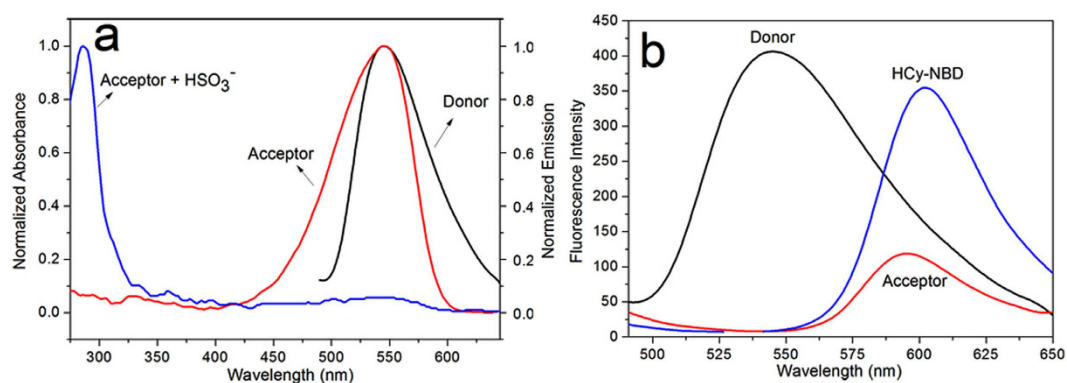 a
1.0
0.8
0.6
0.4
0.2
0.0
Normalized Absorbance
Acceptor + HSO₃⁻
Acceptor
Donor
1.0
0.8
0.6
0.4
0.2
0.0
Normalized Emission
300 350 400 450 500 550 600
Wavelength (nm)
b
450
400
350
300
250
200
150
100
50
0
Fluorescence Intensity
Donor
HCy-NBD
Acceptor
500 525 550 575 600 625 650
Wavelength (nm)